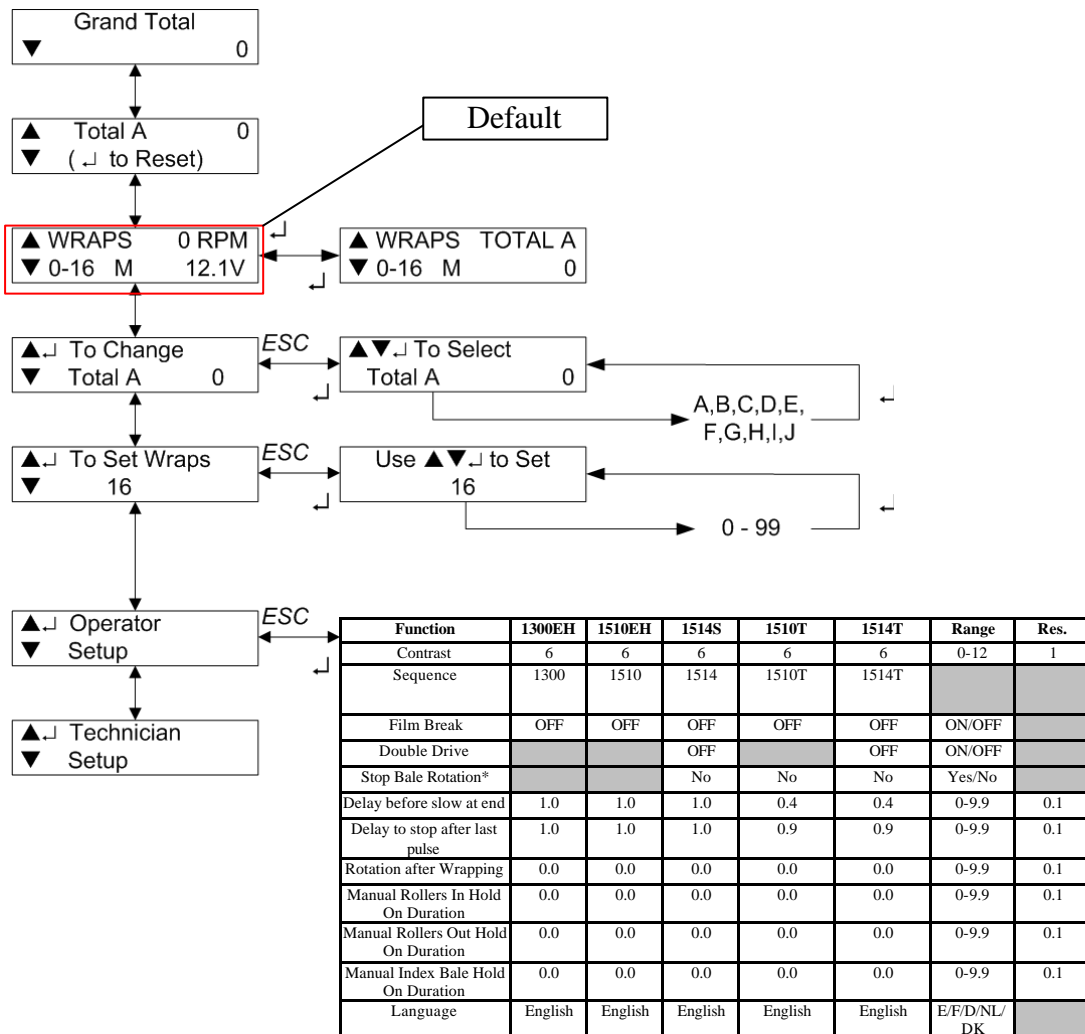 Grand Total
▼ 0
▲ Total A 0
▼ ( ↵ to Reset)
Default
▲ WRAPS 0 RPM
▼ 0-16 M 12.1V
↵
↵
▲ WRAPS TOTAL A
▼ 0-16 M 0
▲↵ To Change
▼ Total A 0
ESC
↵
▲▼↵ To Select
Total A 0
A,B,C,D,E,
F,G,H,I,J
↵
▲↵ To Set Wraps
▼ 16
ESC
↵
Use ▲▼↵ to Set
16
0 - 99
↵
▲↵ Operator
▼ Setup
ESC
↵
▲↵ Technician
▼ Setup
Function 1300EH 1510EH 1514S 1510T 1514T Range Res.
Contrast 6 6 6 6 6 0-12 1
Sequence 1300 1510 1514 1510T 1514T
Film Break OFF OFF OFF OFF OFF ON/OFF
Double Drive OFF OFF ON/OFF
Stop Bale Rotation* No No No Yes/No
Delay before slow at end 1.0 1.0 1.0 0.4 0.4 0-9.9 0.1
Delay to stop after last 1.0 1.0 1.0 0.9 0.9 0-9.9 0.1
pulse
Rotation after Wrapping 0.0 0.0 0.0 0.0 0.0 0-9.9 0.1
Manual Rollers In Hold 0.0 0.0 0.0 0.0 0.0 0-9.9 0.1
On Duration
Manual Rollers Out Hold 0.0 0.0 0.0 0.0 0.0 0-9.9 0.1
On Duration
Manual Index Bale Hold 0.0 0.0 0.0 0.0 0.0 0-9.9 0.1
On Duration
Language English English English English English E/F/D/NL/
DK